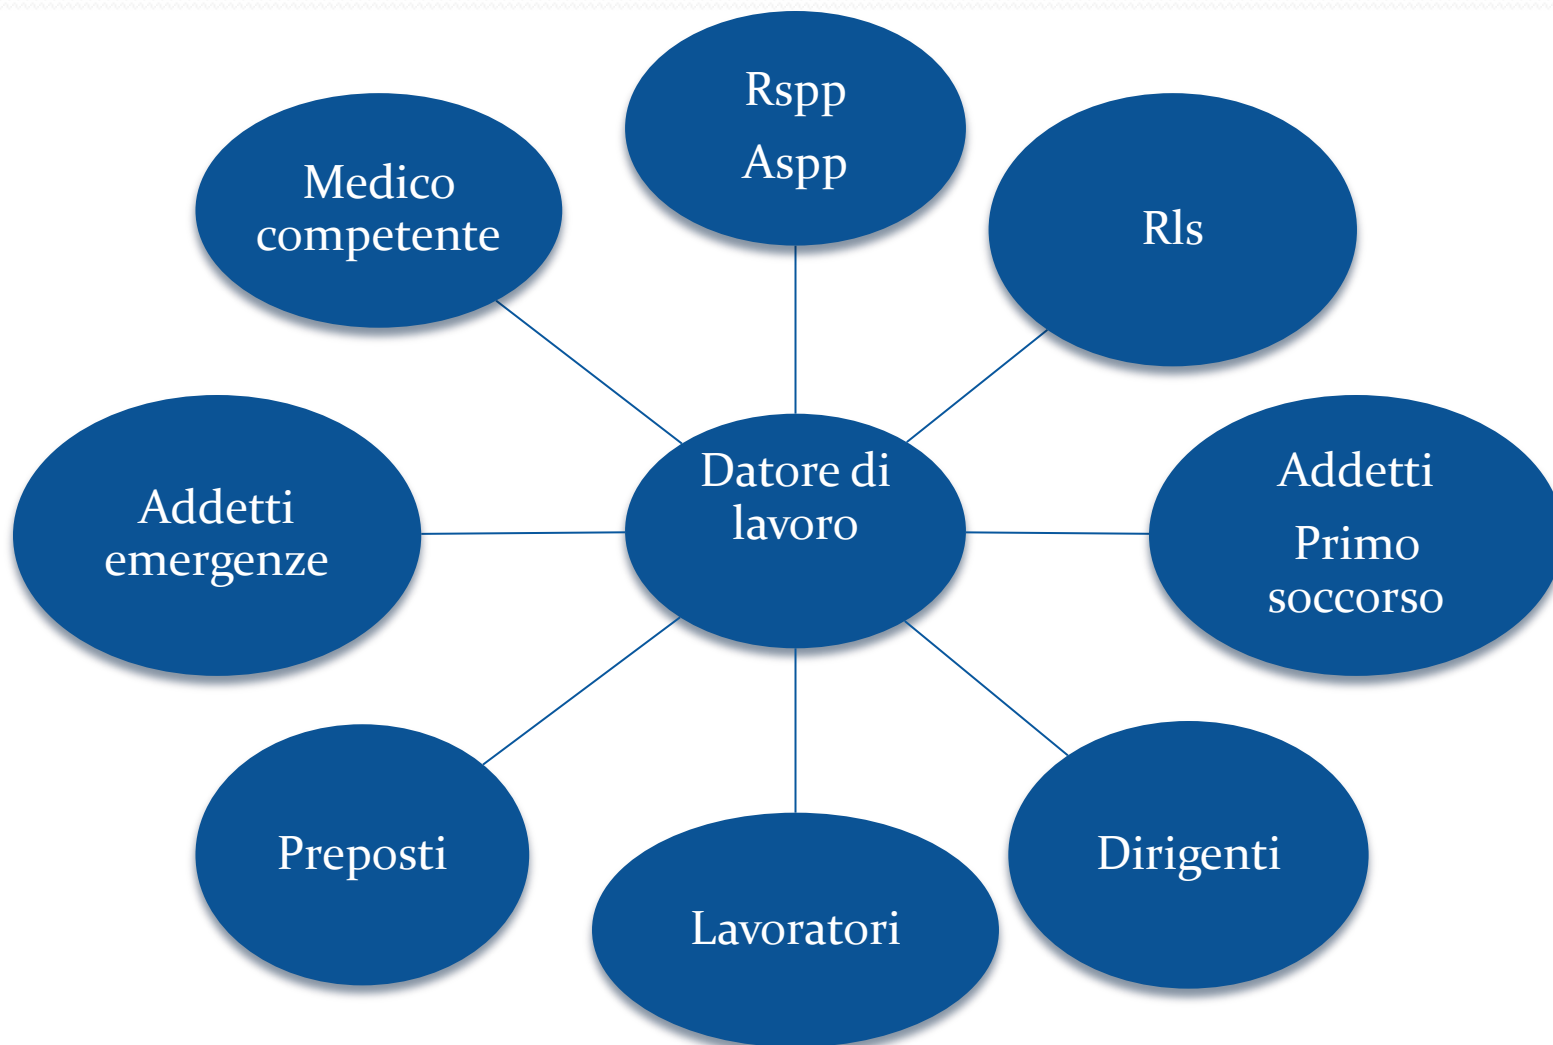 Rspp
Aspp
Medico
competente
Rls
Datore di
lavoro
Addetti
Primo
soccorso
Addetti
emergenze
Preposti
Dirigenti
Lavoratori